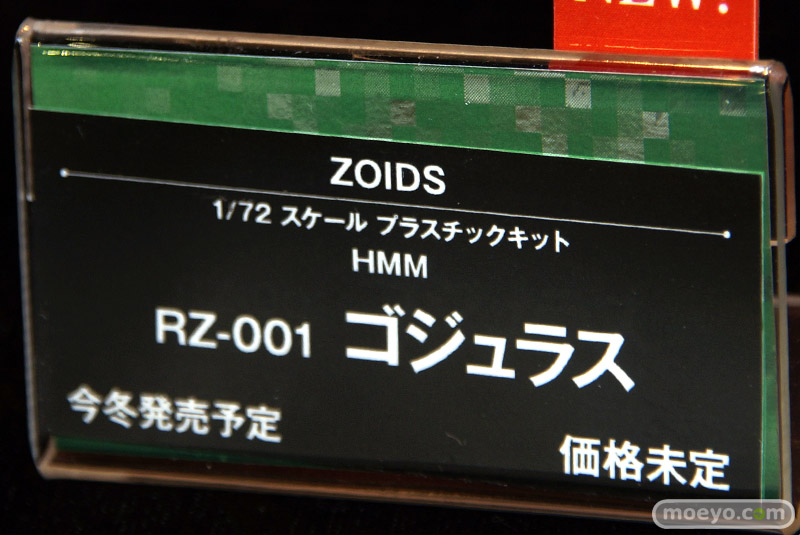 NEW!
ZOIDS
1/72 スケール プラスチックキット
HMM
RZ-001 ゴジュラス
今冬発売予定
価格未定
moeyo.com